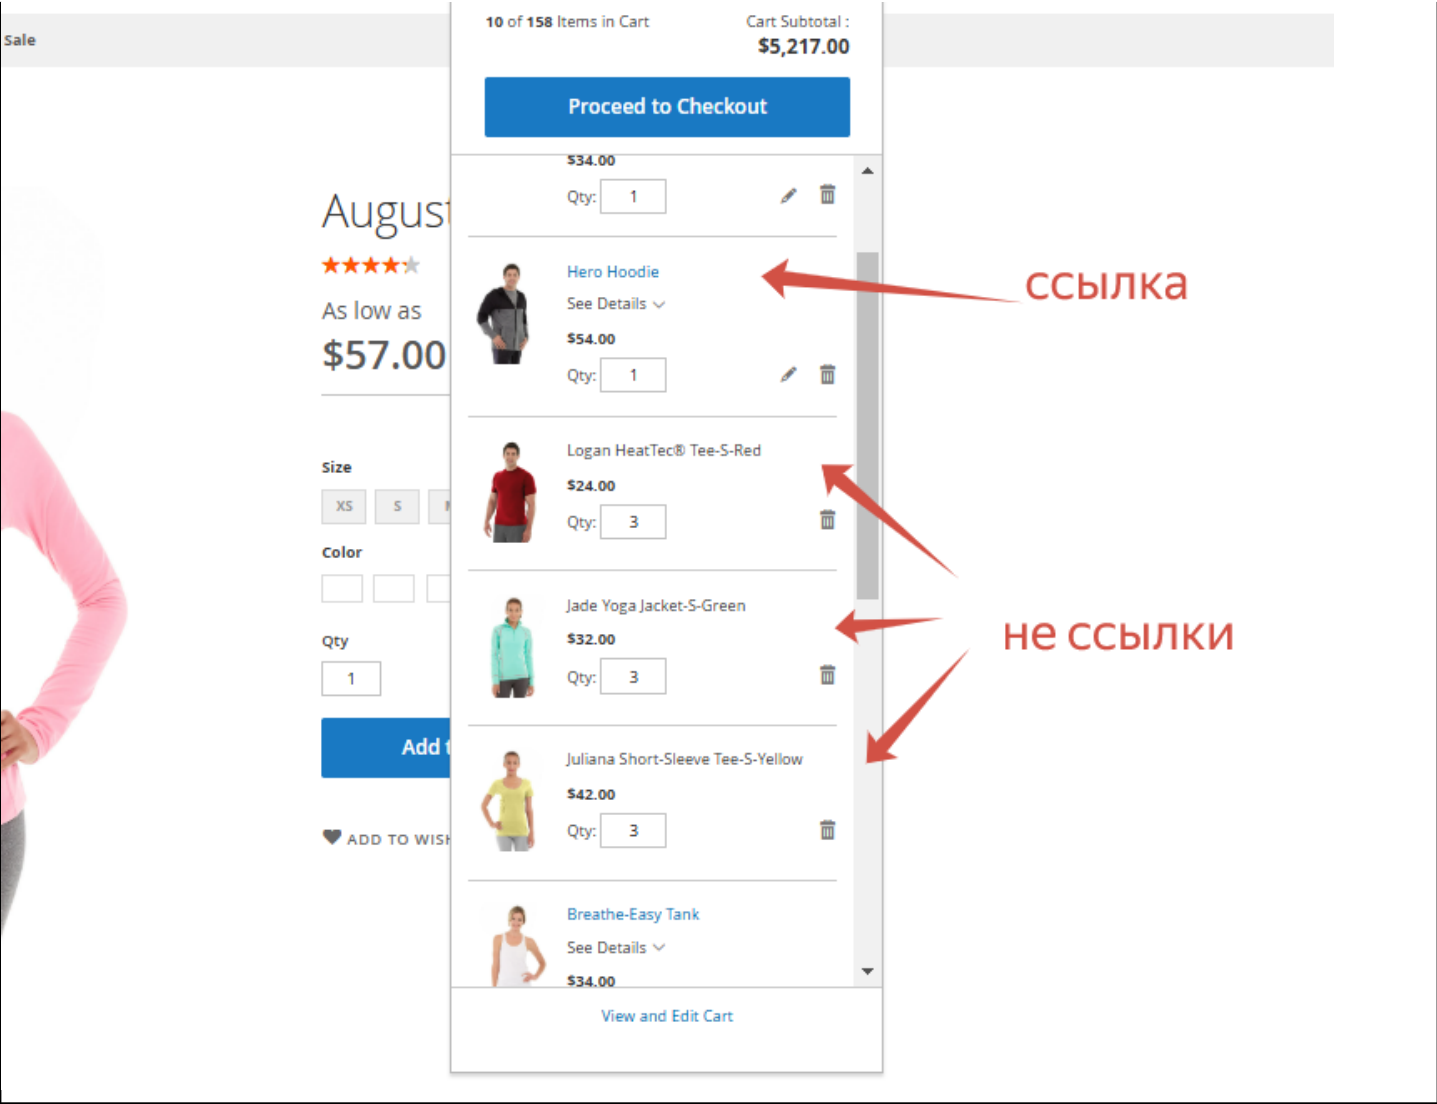 Sale
10 of 158 Items in Cart
Cart Subtotal :
$5,217.00
Proceed to Checkout
$34.00
Qty: 1
August
As low as
$57.00
Size
XS S
Color
Qty
1
Add t
ADD TO WISH
Hero Hoodie
See Details
$54.00
Qty: 1
Logan HeatTec® Tee-S-Red
$24.00
Qty: 3
Jade Yoga Jacket-S-Green
$32.00
Qty: 3
Juliana Short-Sleeve Tee-S-Yellow
$42.00
Qty: 3
Breathe-Easy Tank
See Details
$34.00
View and Edit Cart
ссылка
не ссылки